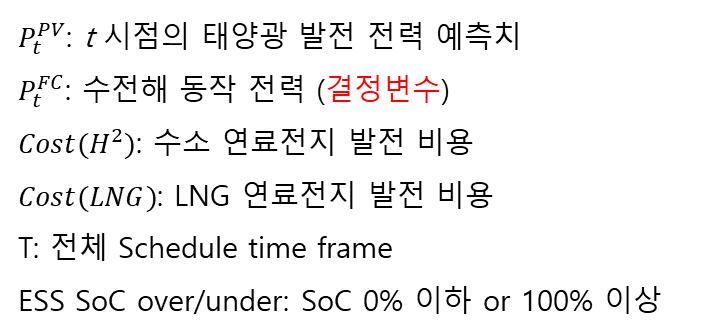 $P_t^{PV}$: t 시점의 태양광 발전 전력 예측치
$P_t^{FC}$: 수전해 동작 전력 (결정변수)
$Cost(H^2)$: 수소 연료전지 발전 비용
$Cost(LNG)$: LNG 연료전지 발전 비용
T: 전체 Schedule time frame
ESS SoC over/under: SoC 0% 이하 or 100% 이상